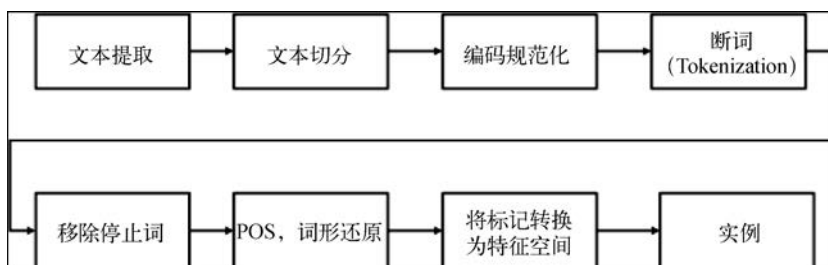 文本提取
文本切分
编码规范化
断词
(Tokenization)
移除停止词
POS，词形还原
将标记转换
为特征空间
实例